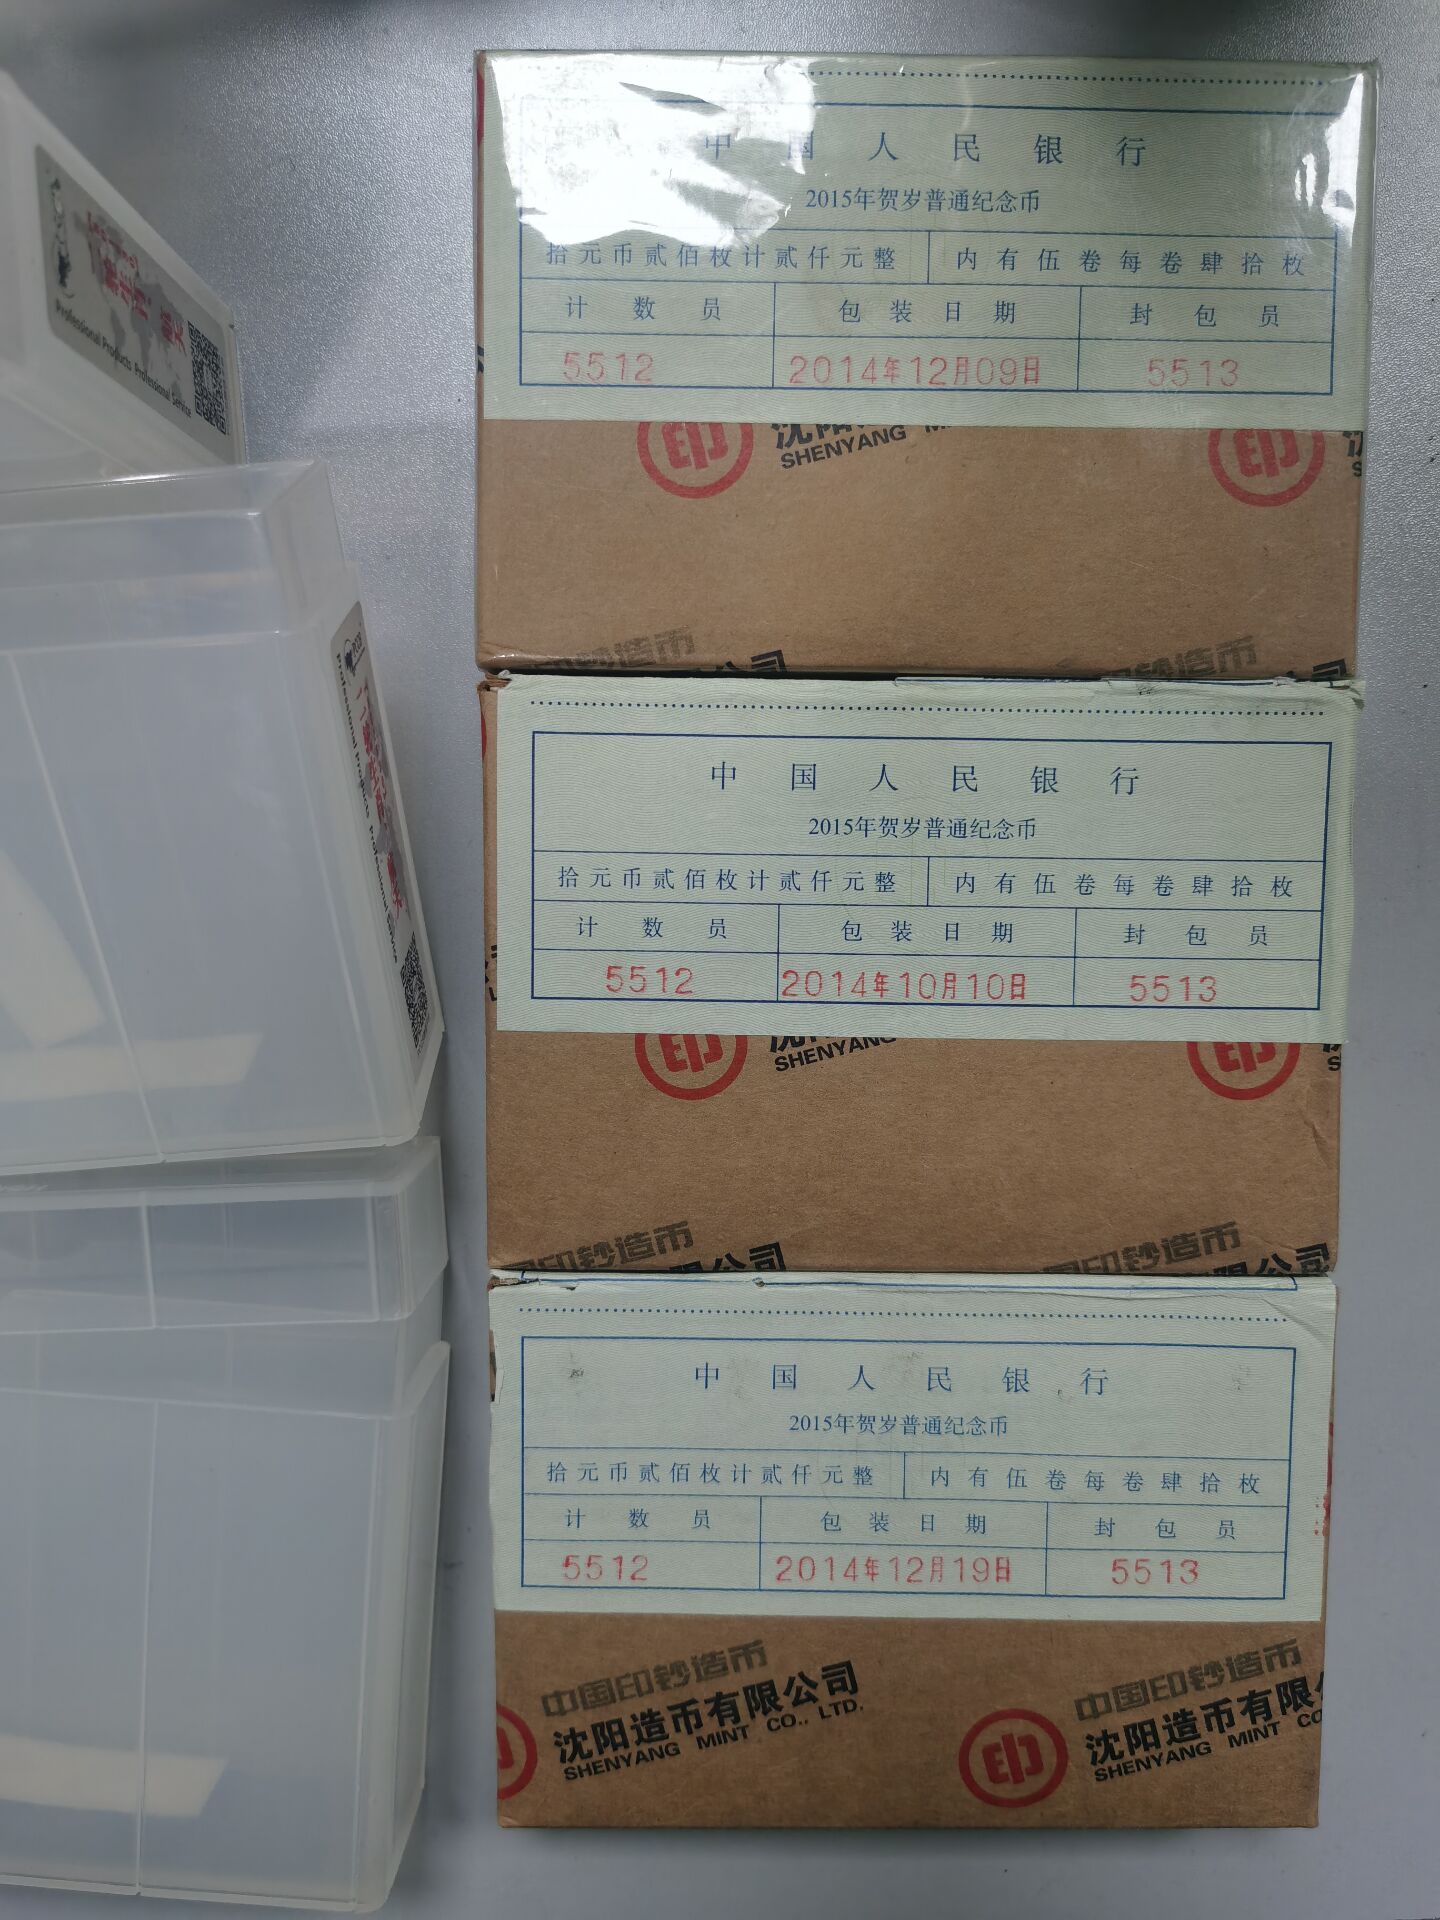 中国人民银行
2015年贺岁普通纪念币
拾元币贰佰枚计贰仟元整 内有伍卷每卷肆拾枚
计数员 包装日期 封包员
5512 2014年12月09日 5513
SHENYANG MINT
中国人民银行
2015年贺岁普通纪念币
拾元币贰佰枚计贰仟元整 内有伍卷每卷肆拾枚
计数员 包装日期 封包员
5512 2014年10月10日 5513
SHENYANG
中国人民银行
2015年贺岁普通纪念币
拾元币贰佰枚计贰仟元整 内有伍卷每卷肆拾枚
计数员 包装日期 封包员
5512 2014年12月19日 5513
中国印钞造币 中国印钞造币
沈阳造币有限公司 沈阳造币有限
SHENYANG MINT CO., LTD. SHENYANG MINT CO
Professional Products Professional Service
PCCB
Professional Products Professional Service